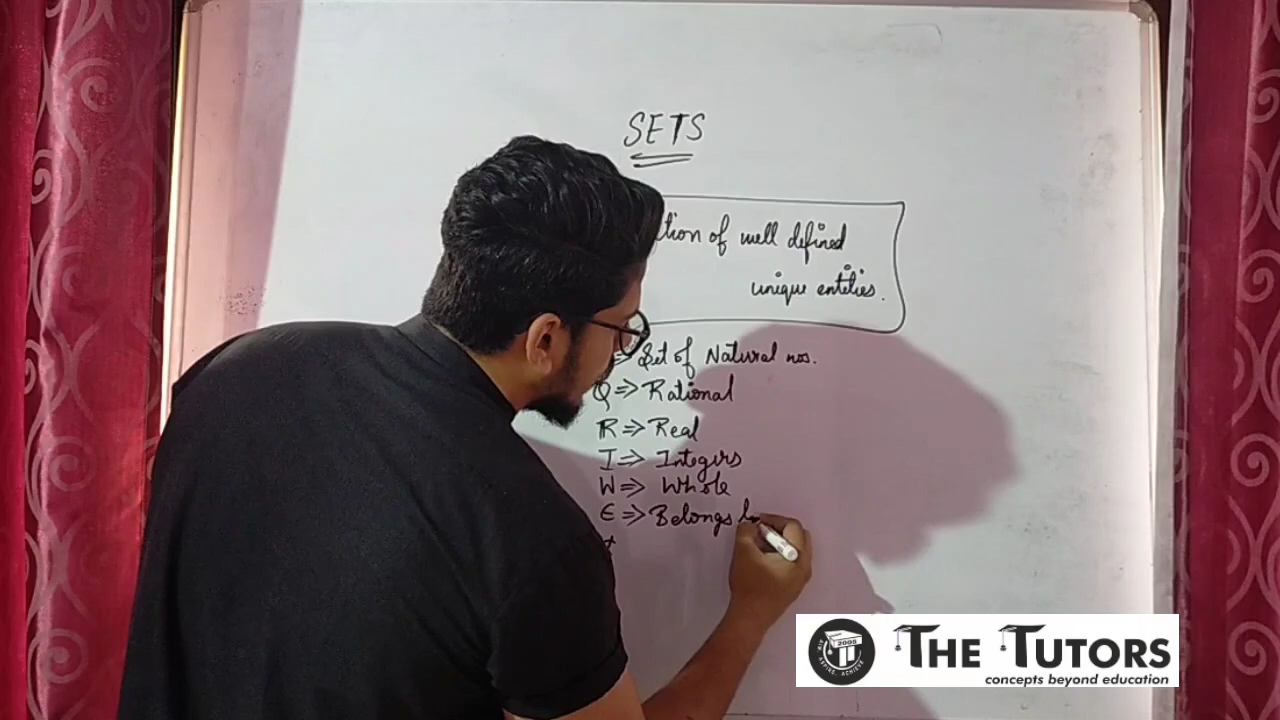 SETS
tion of well defined
unique entities.
=> Set of Natural nos.
Q => Rational
R => Real
I => Integers
W => Whole
∈ => Belongs
2005
THE TUTORS
concepts beyond education